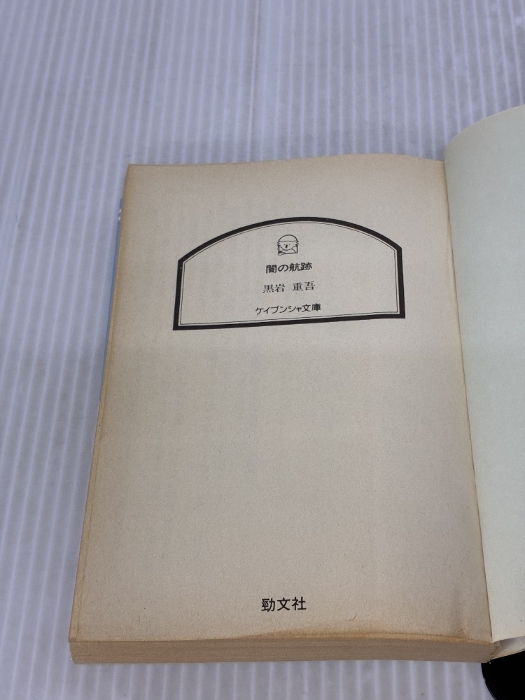 闇の航跡
黒岩 重吾
ケイブンシャ文庫
勁文社